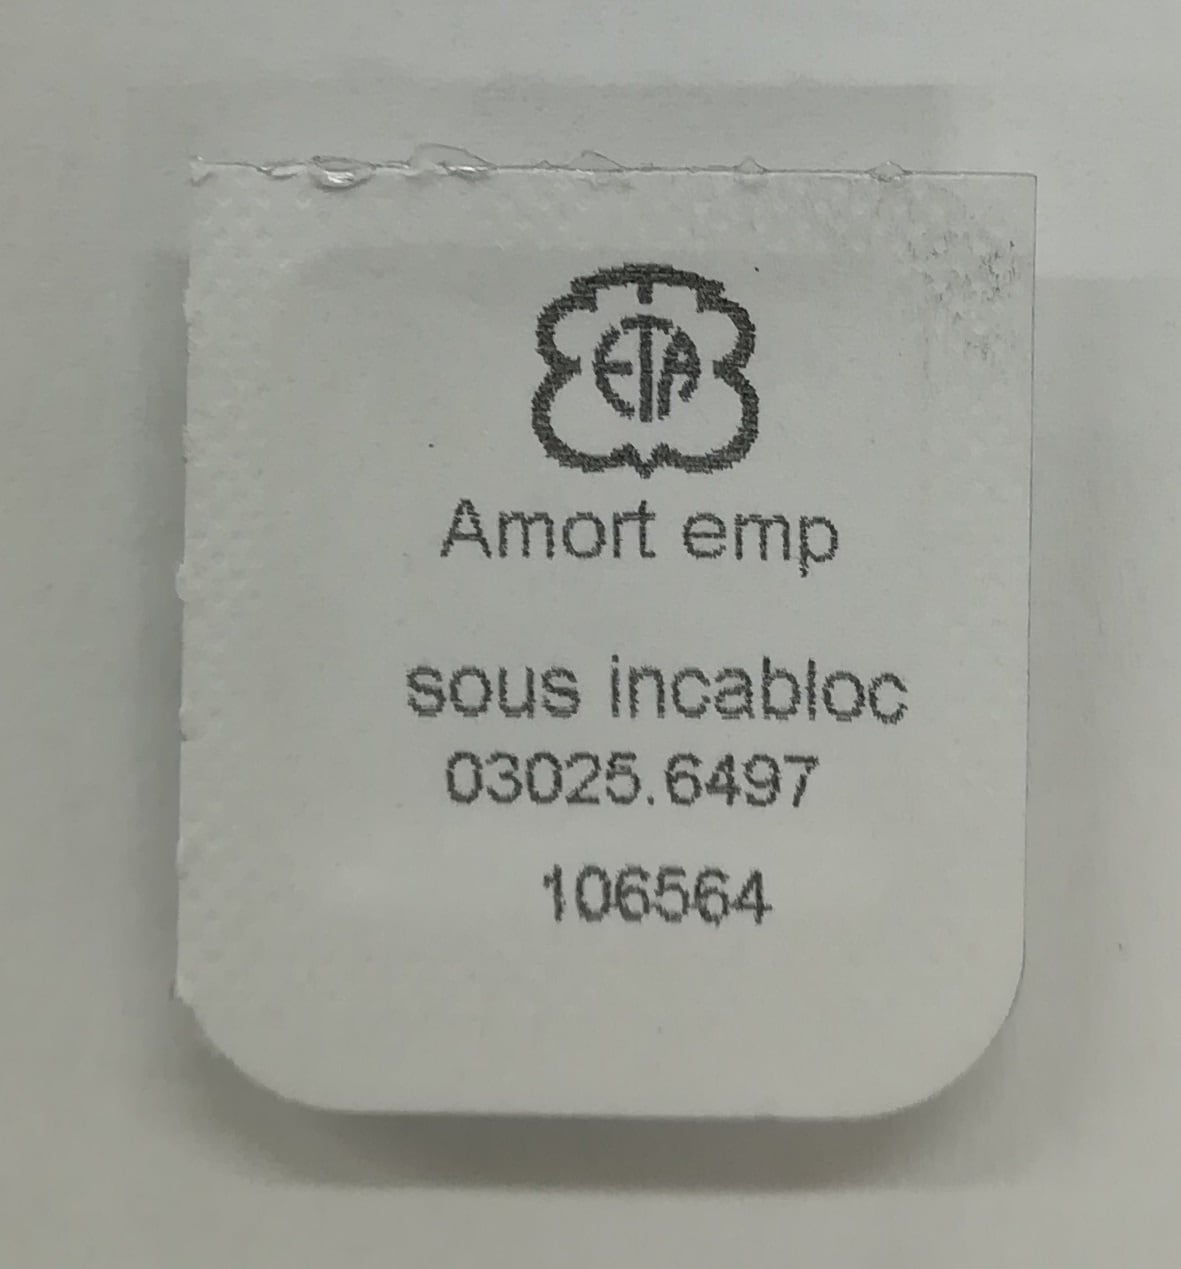 ETA
Amort emp
sous incabloc
03025.6497
106564